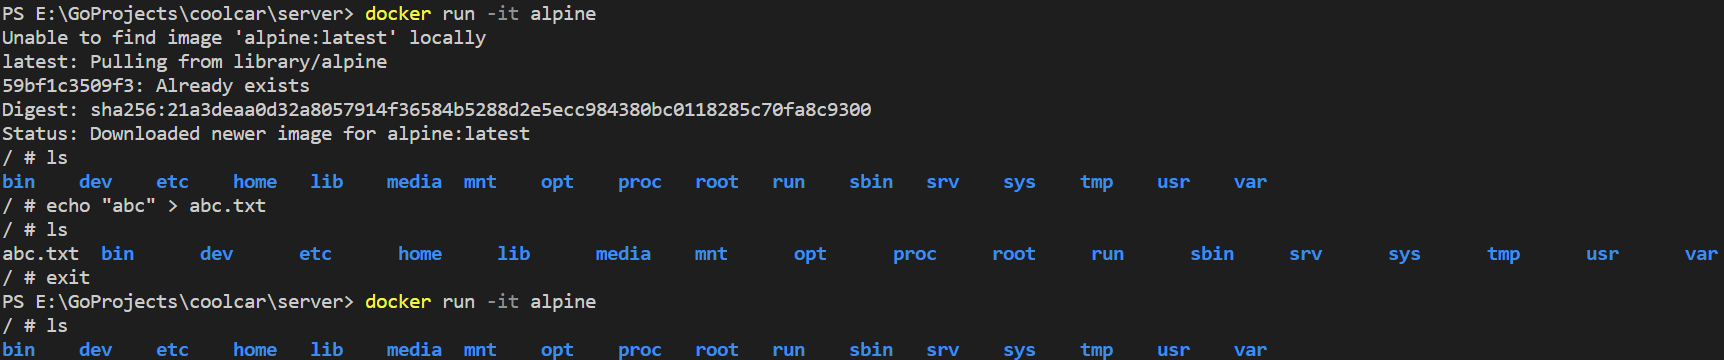 PS E:\GoProjects\coolcar\server> docker run -it alpine
Unable to find image 'alpine:latest' locally
latest: Pulling from library/alpine
59bf1c3509f3: Already exists
Digest: sha256:21a3deaa0d32a8057914f36584b5288d2e5ecc984380bc0118285c70fa8c9300
Status: Downloaded newer image for alpine:latest
/ # ls
bin    dev    etc    home   lib    media  mnt    opt    proc   root   run    sbin   srv    sys    tmp    usr    var
/ # echo "abc" > abc.txt
/ # ls
abc.txt  bin      dev      etc      home     lib      media    mnt      opt      proc     root     run      sbin     srv      sys      tmp      usr      var
/ # exit
PS E:\GoProjects\coolcar\server> docker run -it alpine
/ # ls
bin    dev    etc    home   lib    media  mnt    opt    proc   root   run    sbin   srv    sys    tmp    usr    var